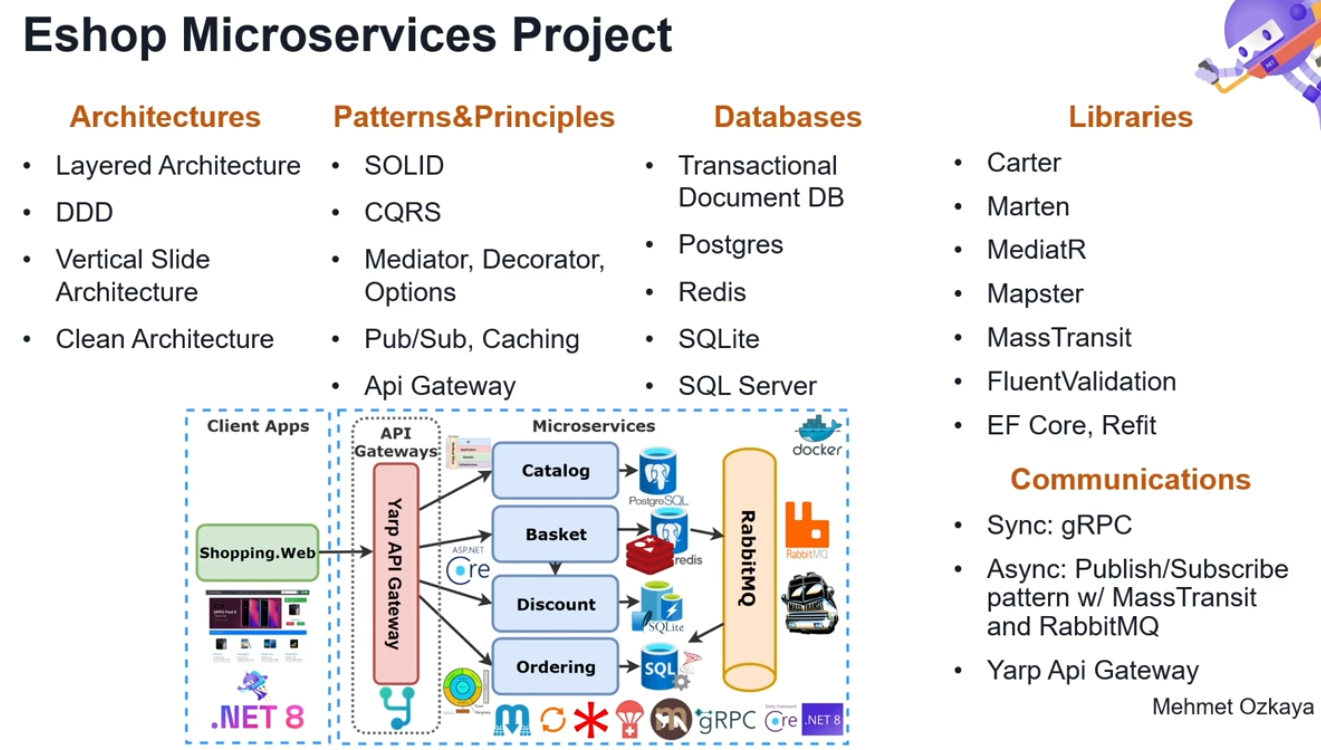 Eshop Microservices Project
Architectures
• Layered Architecture
• DDD
• Vertical Slide
Architecture
• Clean Architecture
Patterns&Principles
• SOLID
• CQRS
• Mediator, Decorator,
Options
• Pub/Sub, Caching
• Api Gateway
Databases
• Transactional
Document DB
• Postgres
• Redis
• SQLite
• SQL Server
Libraries
• Carter
• Marten
• MediatR
• Mapster
• MassTransit
• FluentValidation
• EF Core, Refit
Communications
• Sync: gRPC
• Async: Publish/Subscribe
pattern w/ MassTransit
and RabbitMQ
• Yarp Api Gateway
Mehmet Ozkaya
Client Apps
Shopping.Web
.NET 8
API
Gateways
Yarp API Gateway
Microservices
Catalog
PostgreSQL
Basket
redis
ASP.NET
Core
Discount
SQLite
Ordering
SQL
RabbitMQ
docker
RabbitMQ
MASS TRANSIT
gRPC
Core
.NET 8